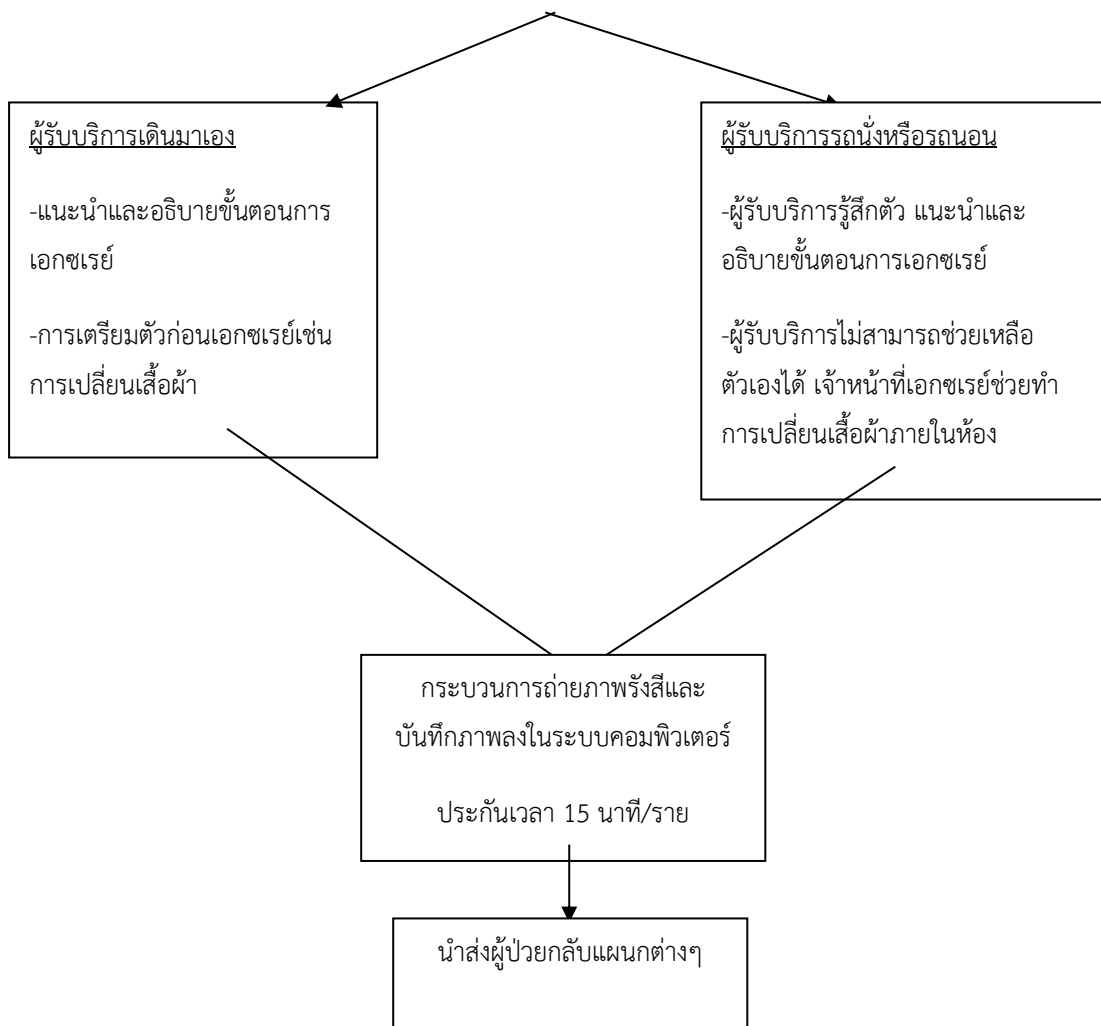 ผู้รับบริการเดินมาเอง
-แนะนำและอธิบายขั้นตอนการ
เอกซเรย์
-การเตรียมตัวก่อนเอกซเรย์เช่น
การเปลี่ยนเสื้อผ้า
ผู้รับบริการรถนั่งหรือรถนอน
-ผู้รับบริการรู้สึกตัว แนะนำและ
อธิบายขั้นตอนการเอกซเรย์
-ผู้รับบริการไม่สามารถช่วยเหลือ
ตัวเองได้ เจ้าหน้าที่เอกซเรย์ช่วยทำ
การเปลี่ยนเสื้อผ้าภายในห้อง
กระบวนการถ่ายภาพรังสีและ
บันทึกภาพลงในระบบคอมพิวเตอร์
ประกันเวลา 15 นาที/ราย
นำส่งผู้ป่วยกลับแผนกต่างๆ